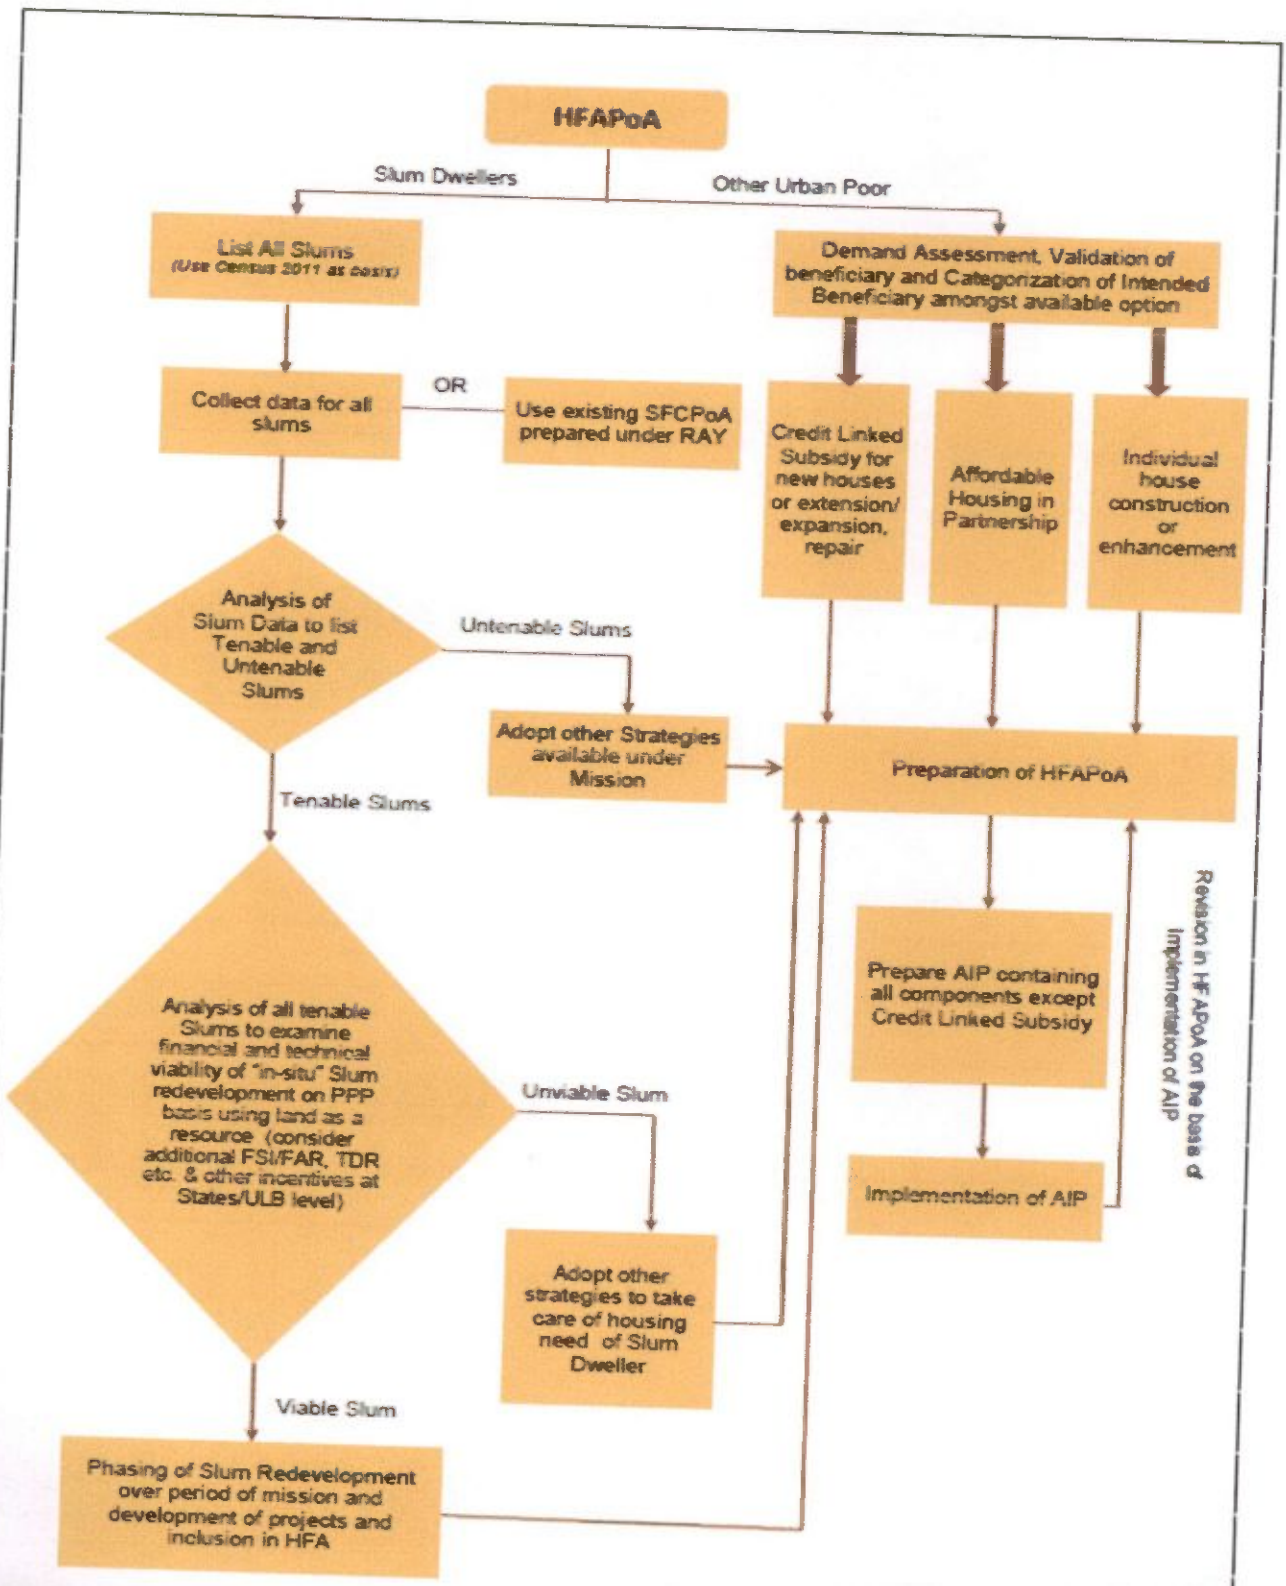 HFAPoA
Slum Dwellers
Other Urban Poor
List All Slums
(Use Census 2011 as basis)
Demand Assessment, Validation of
beneficiary and Categorization of Intended
Beneficiary amongst available option
Collect data for all
slums
OR
Use existing SFCPoA
prepared under RAY
Credit Linked
Subsidy for
new houses
or extension/
expansion,
repair
Affordable
Housing in
Partnership
Individual
house
construction
or
enhancement
Analysis of
Slum Data to list
Tenable and
Untenable
Slums
Untenable Slums
Adopt other Strategies
available under
Mission
Preparation of HFAPoA
Tenable Slums
Analysis of all tenable
Slums to examine
financial and technical
viability of "in-situ" Slum
redevelopment on PPP
basis using land as a
resource (consider
additional FSI/FAR, TDR
etc. & other incentives at
States/ULB level)
Unviable Slum
Prepare AIP containing
all components except
Credit Linked Subsidy
Revision in HFAPoA on the basis of
Implementation of AIP
Implementation of AIP
Adopt other
strategies to take
care of housing
need of Slum
Dweller
Viable Slum
Phasing of Slum Redevelopment
over period of mission and
development of projects and
inclusion in HFA